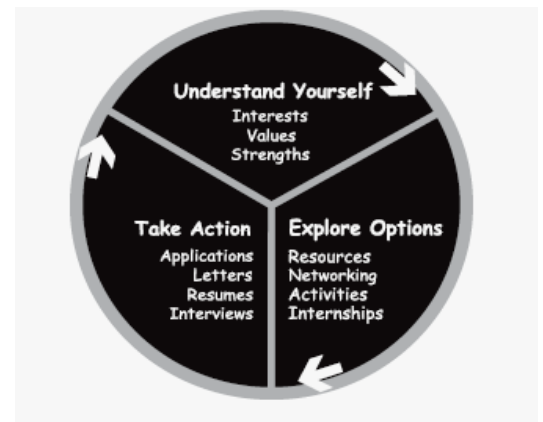 Understand Yourself
Interests
Values
Strengths
Take Action
Applications
Letters
Resumes
Interviews
Explore Options
Resources
Networking
Activities
Internships